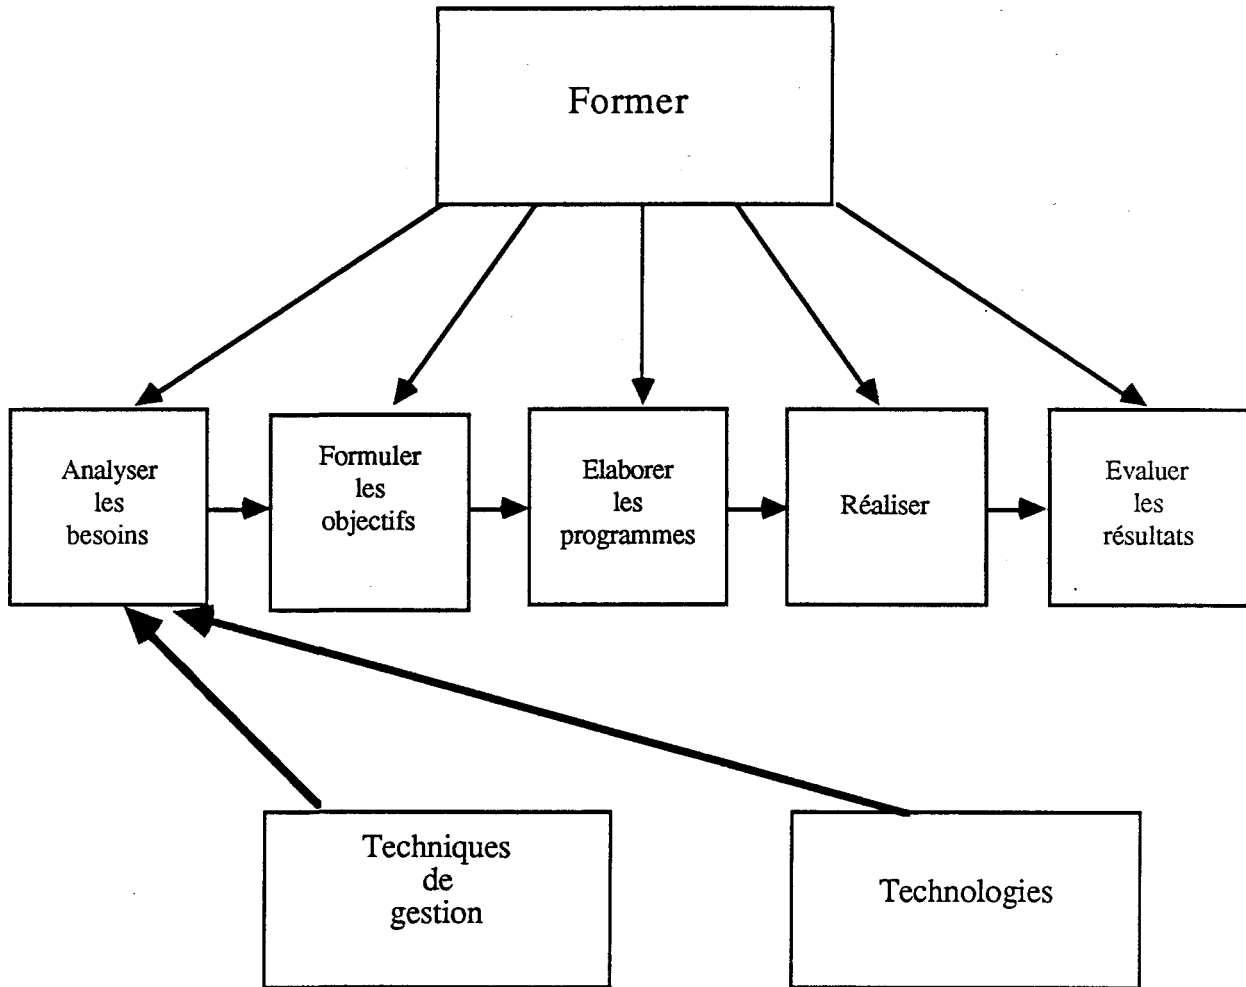 Former
Analyser
les
besoins
Formuler
les
objectifs
Elaborer
les
programmes
Réaliser
Evaluer
les
résultats
Techniques
de
gestion
Technologies